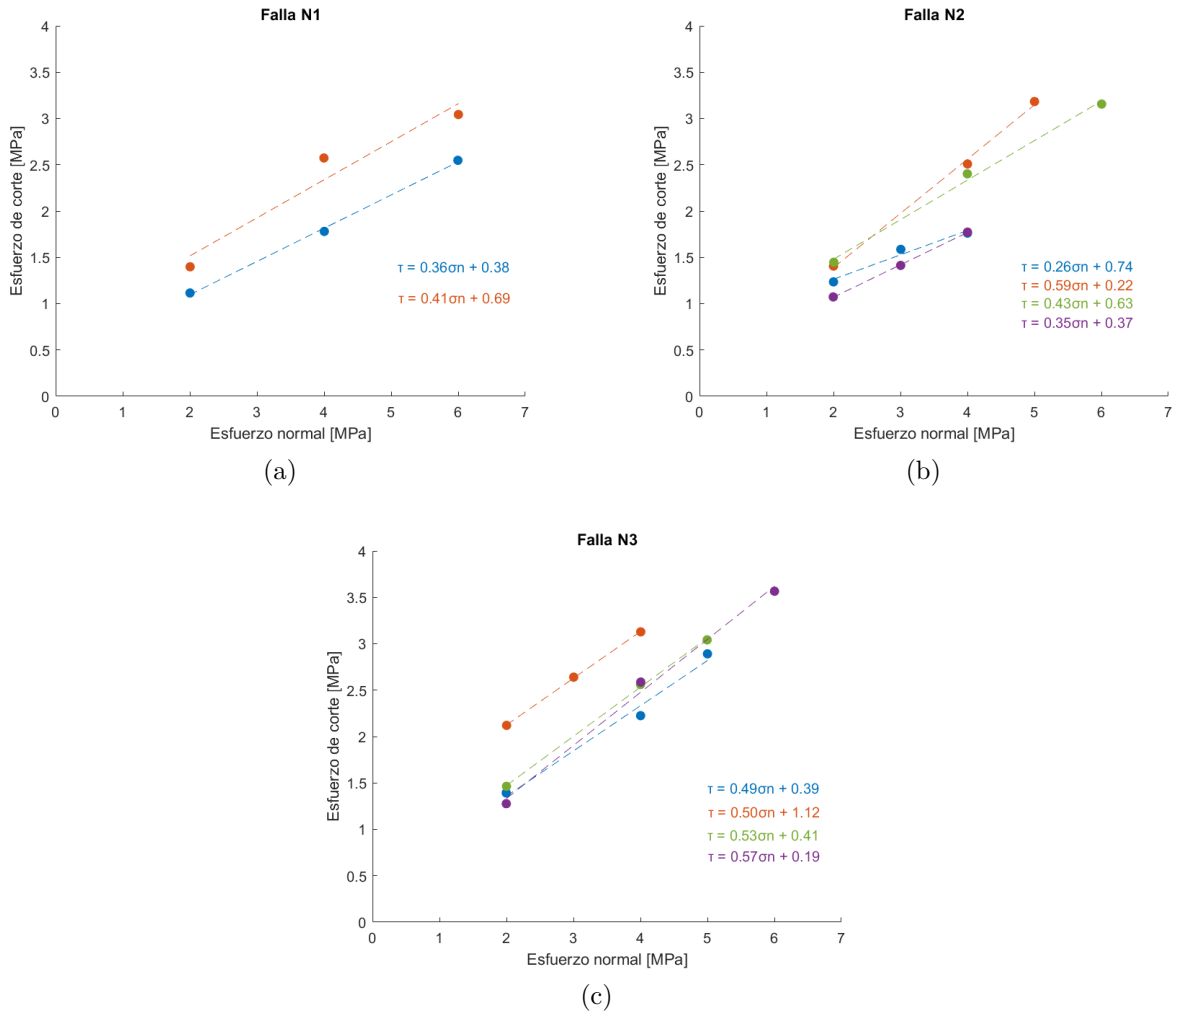 Falla N1
4
3.5
3
2.5
2
1.5
1
0.5
0
Esfuerzo de corte [MPa]
τ = 0.36σn + 0.38
τ = 0.41σn + 0.69
0 1 2 3 4 5 6 7
Esfuerzo normal [MPa]
(a)
Falla N2
4
3.5
3
2.5
2
1.5
1
0.5
0
Esfuerzo de corte [MPa]
τ = 0.26σn + 0.74
τ = 0.59σn + 0.22
τ = 0.43σn + 0.63
τ = 0.35σn + 0.37
0 1 2 3 4 5 6 7
Esfuerzo normal [MPa]
(b)
Falla N3
4
3.5
3
2.5
2
1.5
1
0.5
0
Esfuerzo de corte [MPa]
τ = 0.49σn + 0.39
τ = 0.50σn + 1.12
τ = 0.53σn + 0.41
τ = 0.57σn + 0.19
0 1 2 3 4 5 6 7
Esfuerzo normal [MPa]
(c)